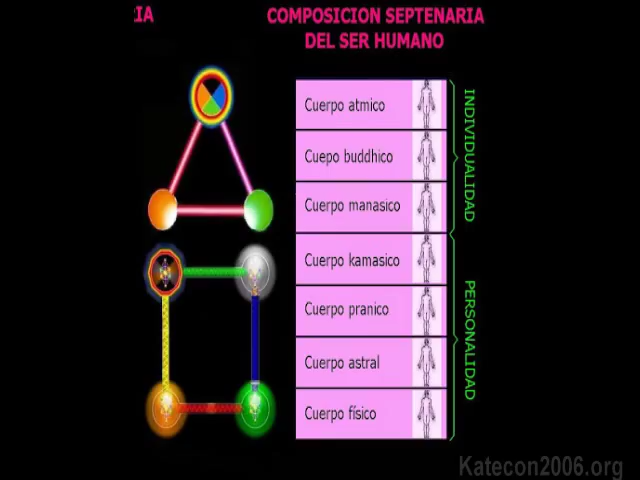 RIA
COMPOSICION SEPTENARIA
DEL SER HUMANO
Cuerpo atmico
Cuepo buddhico
Cuerpo manasico
INDIVIDUALIDAD
Cuerpo kamasico
Cuerpo pranico
Cuerpo astral
Cuerpo físico
PERSONALIDAD
Katecon2006.org